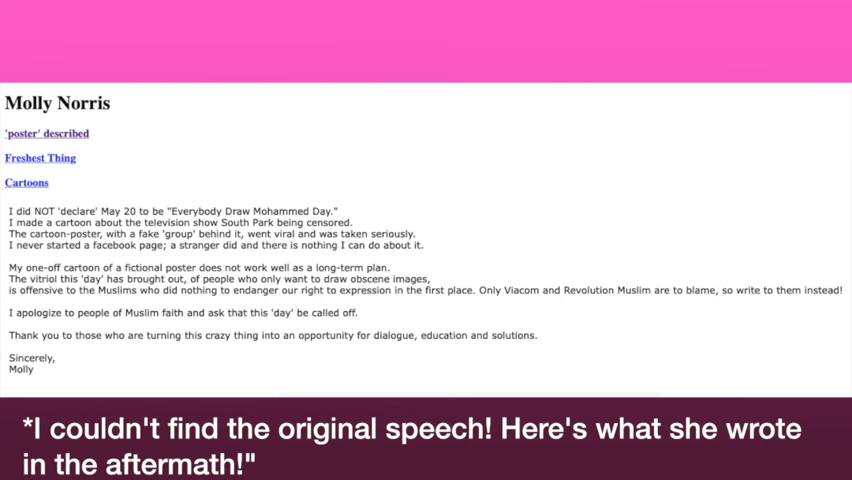 Molly Norris
'poster' described
Freshest Thing
Cartoons
I did NOT 'declare' May 20 to be "Everybody Draw Mohammed Day."
I made a cartoon about the television show South Park being censored.
The cartoon-poster, with a fake 'group' behind it, went viral and was taken seriously.
I never started a facebook page; a stranger did and there is nothing I can do about it.
My one-off cartoon of a fictional poster does not work well as a long-term plan.
The vitriol this 'day' has brought out, of people who only want to draw obscene images,
is offensive to the Muslims who did nothing to endanger our right to expression in the first place. Only Viacom and Revolution Muslim are to blame, so write to them instead!
I apologize to people of Muslim faith and ask that this 'day' be called off.
Thank you to those who are turning this crazy thing into an opportunity for dialogue, education and solutions.
Sincerely,
Molly
*I couldn't find the original speech! Here's what she wrote
in the aftermath!"